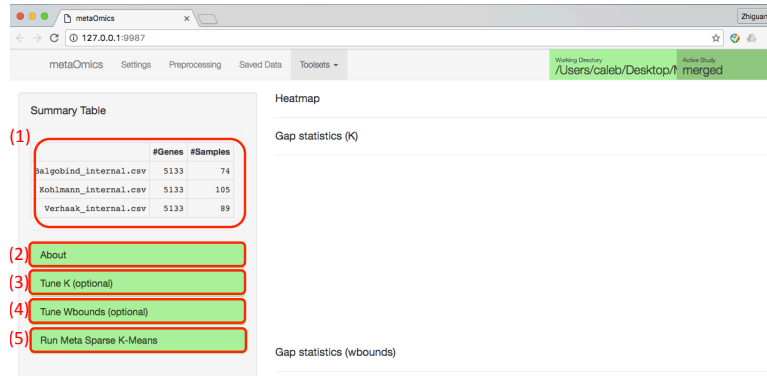 metaOmics
Zhiguan
127.0.0.1:9987
metaOmics Settings Preprocessing Saved Data Toolsets
Working Directory
/Users/caleb/Desktop/
Active Study
merged
Summary Table
(1)
#Genes #Samples
Balgobind_internal.csv 5133 74
Kohlmann_internal.csv 5133 105
Verhaak_internal.csv 5133 89
(2) About
(3) Tune K (optional)
(4) Tune Wbounds (optional)
(5) Run Meta Sparse K-Means
Heatmap
Gap statistics (K)
Gap statistics (wbounds)